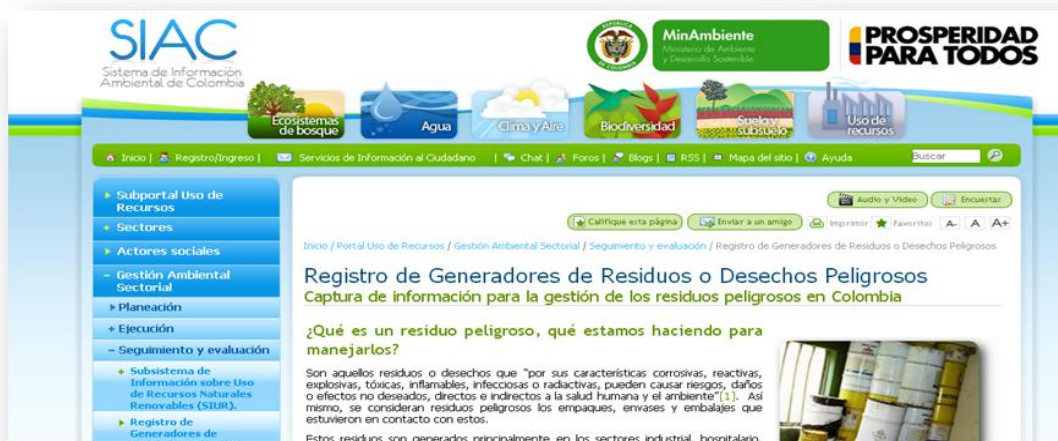 SIAC
Sistema de Información
Ambiental de Colombia
MinAmbiente
Ministerio de Ambiente
y Desarrollo Sostenible
PROSPERIDAD
PARA TODOS
Ecosistemas
de bosque
Agua
Clima y Aire
Biodiversidad
Suelo y
subsuelo
Uso de
recursos
Inicio | Registro/Ingreso | Servicios de Información al Ciudadano | Chat | Foros | Blogs | RSS | Mapa del sitio | Ayuda
Buscar
Subportal Uso de
Recursos
Sectores
Actores sociales
Gestión Ambiental
Sectorial
Planeación
+ Ejecución
– Seguimiento y evaluación
Subsistema de
Información sobre Uso
de Recursos Naturales
Renovables (SIUR).
Registro de
Generadores de
Audio y Video
Encuestas
Califique esta página
Enviar a un amigo
Imprimir
Favoritos
A- A A+
Inicio / Portal Uso de Recursos / Gestión Ambiental Sectorial / Seguimiento y evaluación / Registro de Generadores de Residuos o Desechos Peligrosos
Registro de Generadores de Residuos o Desechos Peligrosos
Captura de información para la gestión de los residuos peligrosos en Colombia
¿Qué es un residuo peligroso, qué estamos haciendo para
manejarlos?
Son aquellos residuos o desechos que "por sus características corrosivas, reactivas,
explosivas, tóxicas, inflamables, infecciosas o radiactivas, pueden causar riesgos, daños
o efectos no deseados, directos e indirectos a la salud humana y el ambiente"[1]. Así
mismo, se consideran residuos peligrosos los empaques, envases y embalajes que
estuvieron en contacto con estos.
Estos residuos son generados principalmente en los sectores industrial, hospitalario,